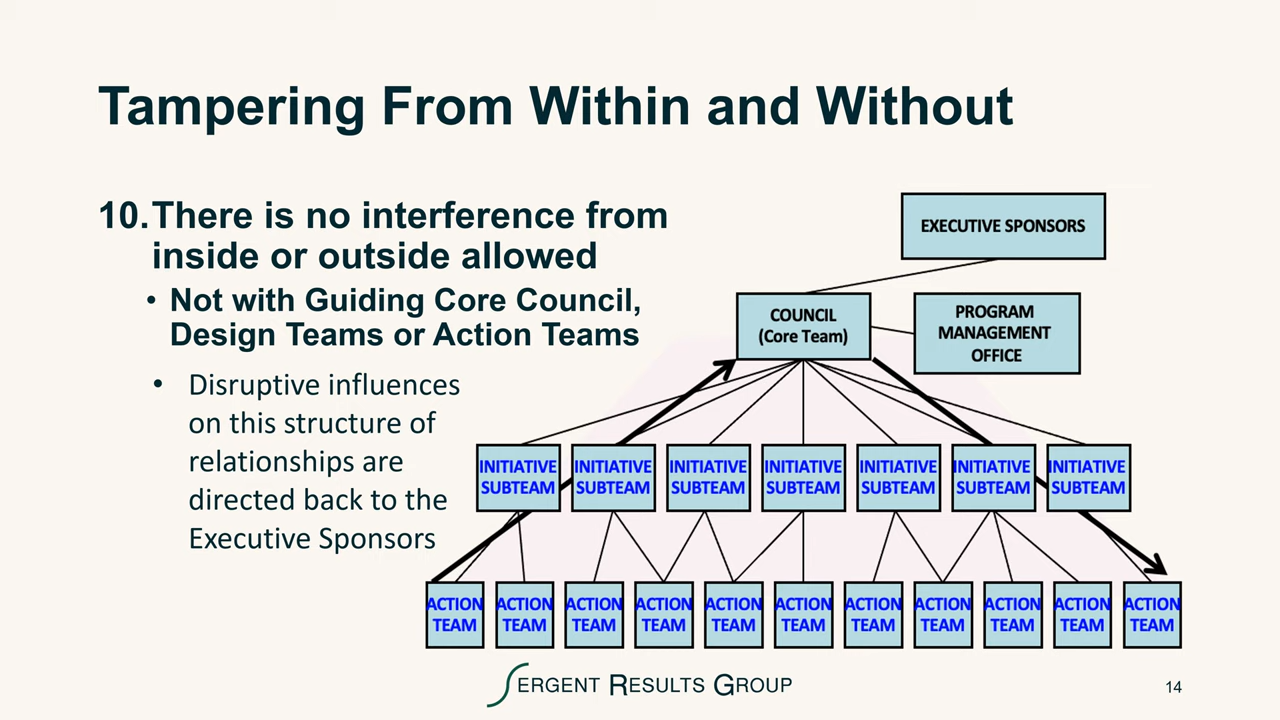 Tampering From Within and Without
10. There is no interference from
inside or outside allowed
• Not with Guiding Core Council,
Design Teams or Action Teams
• Disruptive influences
on this structure of
relationships are
directed back to the
Executive Sponsors
EXECUTIVE SPONSORS
COUNCIL
(Core Team)
PROGRAM
MANAGEMENT
OFFICE
INITIATIVE
SUBTEAM
INITIATIVE
SUBTEAM
INITIATIVE
SUBTEAM
INITIATIVE
SUBTEAM
INITIATIVE
SUBTEAM
INITIATIVE
SUBTEAM
INITIATIVE
SUBTEAM
ACTION
TEAM
ACTION
TEAM
ACTION
TEAM
ACTION
TEAM
ACTION
TEAM
ACTION
TEAM
ACTION
TEAM
ACTION
TEAM
ACTION
TEAM
ACTION
TEAM
ACTION
TEAM
SERGENT RESULTS GROUP
14